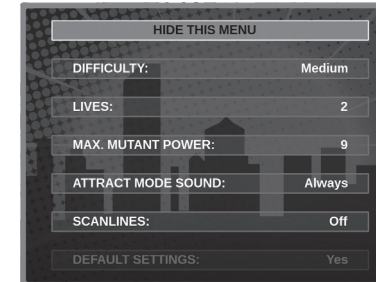 HIDE THIS MENU
DIFFICULTY: Medium
LIVES: 2
MAX. MUTANT POWER: 9
ATTRACT MODE SOUND: Always
SCANLINES: Off
DEFAULT SETTINGS: Yes